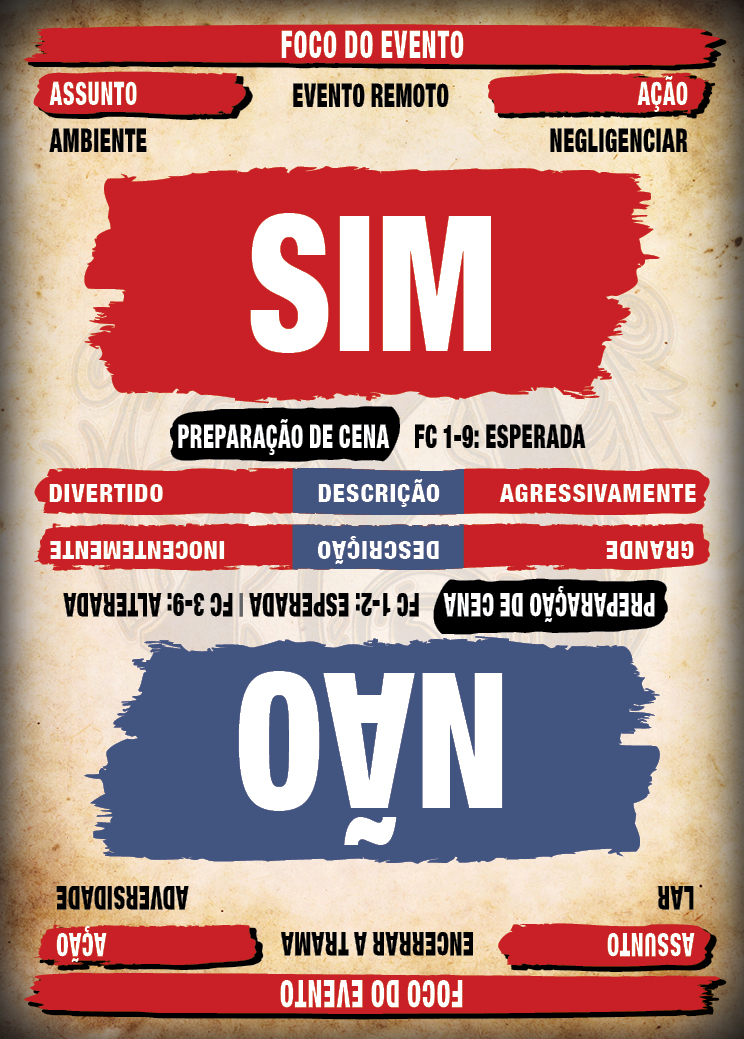 FOCO DO EVENTO
ASSUNTO EVENTO REMOTO AÇÃO
AMBIENTE NEGLIGENCIAR
SIM
PREPARAÇÃO DE CENA FC 1-9: ESPERADA
DIVERTIDO DESCRIÇÃO AGRESSIVAMENTE
FOCO DO EVENTO
ASSUNTO ENCERRAR A TRAMA AÇÃO
LAR ADVERSIDADE
NÃO
PREPARAÇÃO DE CENA FC 1-2: ESPERADA | FC 3-9: ALTERADA
GRANDE DESCRIÇÃO INOCENTEMENTE